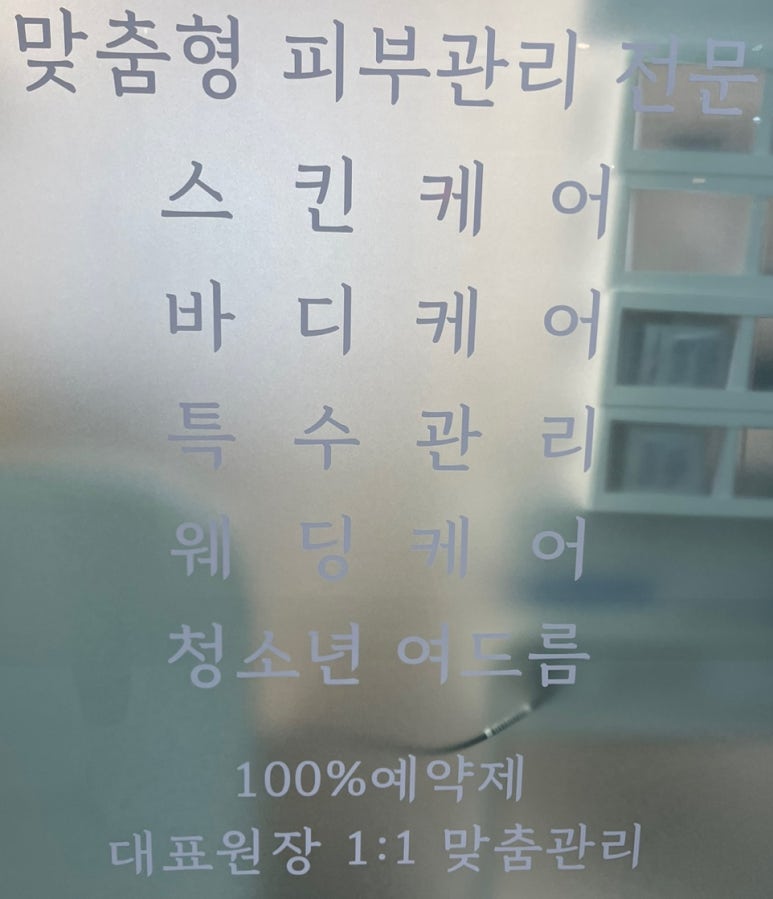 맞춤형 피부관리 전문
스킨케어
바디케어
특수관리
웨딩케어
청소년 여드름
100%예약제
대표원장 1:1 맞춤관리